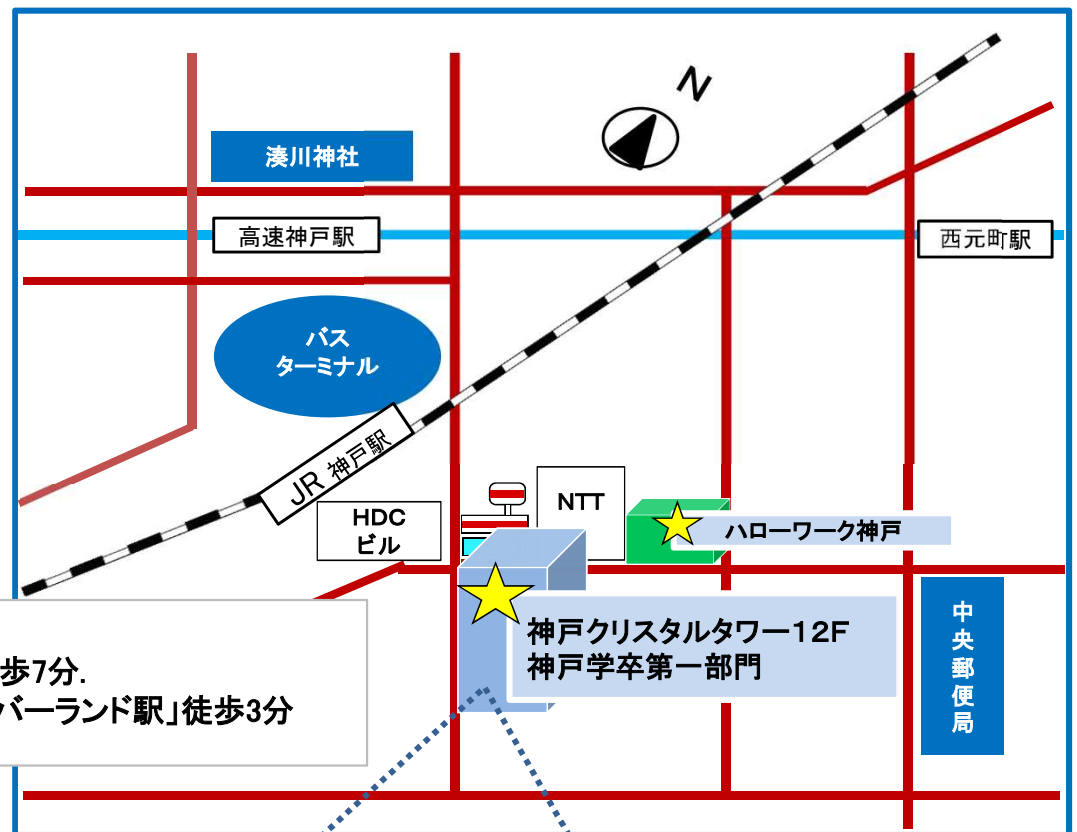 N
湊川神社
高速神戸駅
西元町駅
バス
ターミナル
JR 神戸駅
HDC
ビル
NTT
ハローワーク神戸
神戸クリスタルタワー12F
神戸学卒第一部門
中央郵便局
歩7分.
バーランド駅」徒歩3分